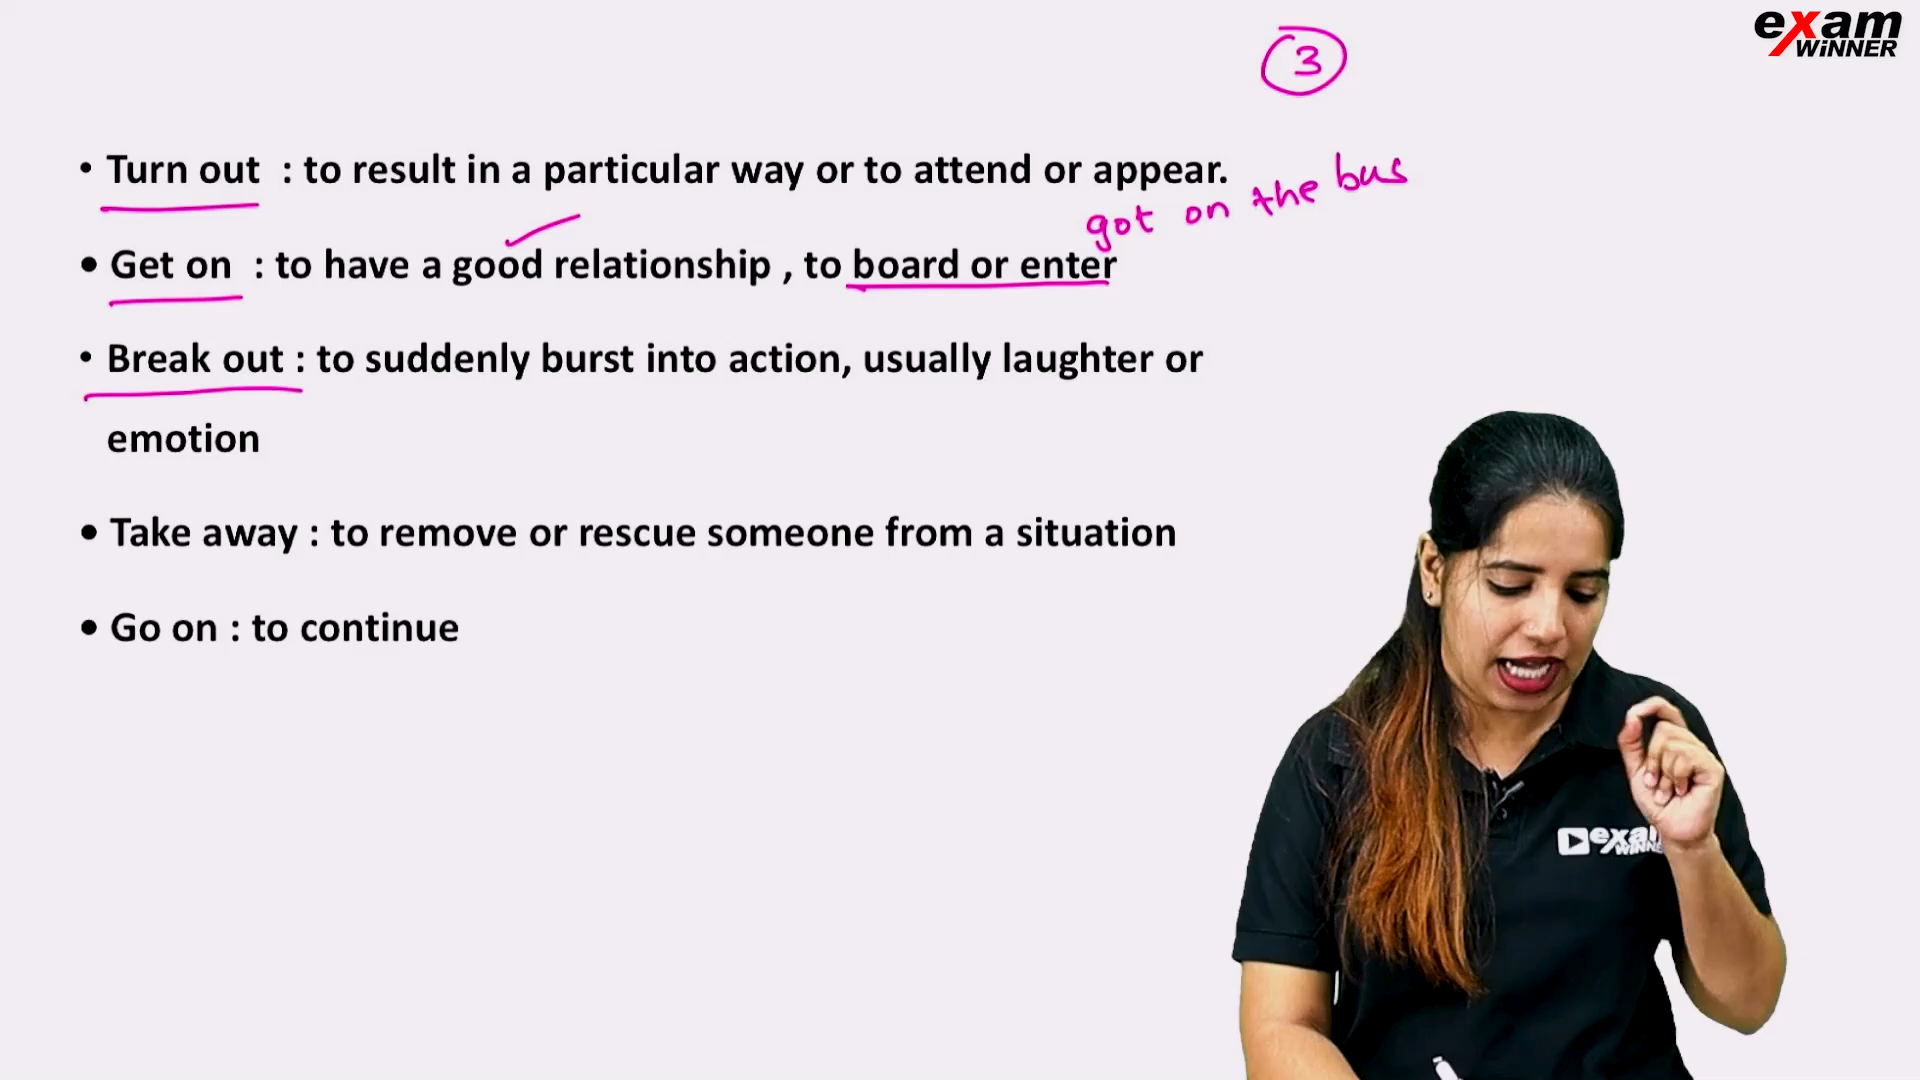 exam
WiNNER
3
• Turn out : to result in a particular way or to attend or appear.
got on the bus
• Get on : to have a good relationship , to board or enter
• Break out : to suddenly burst into action, usually laughter or
emotion
• Take away : to remove or rescue someone from a situation
• Go on : to continue